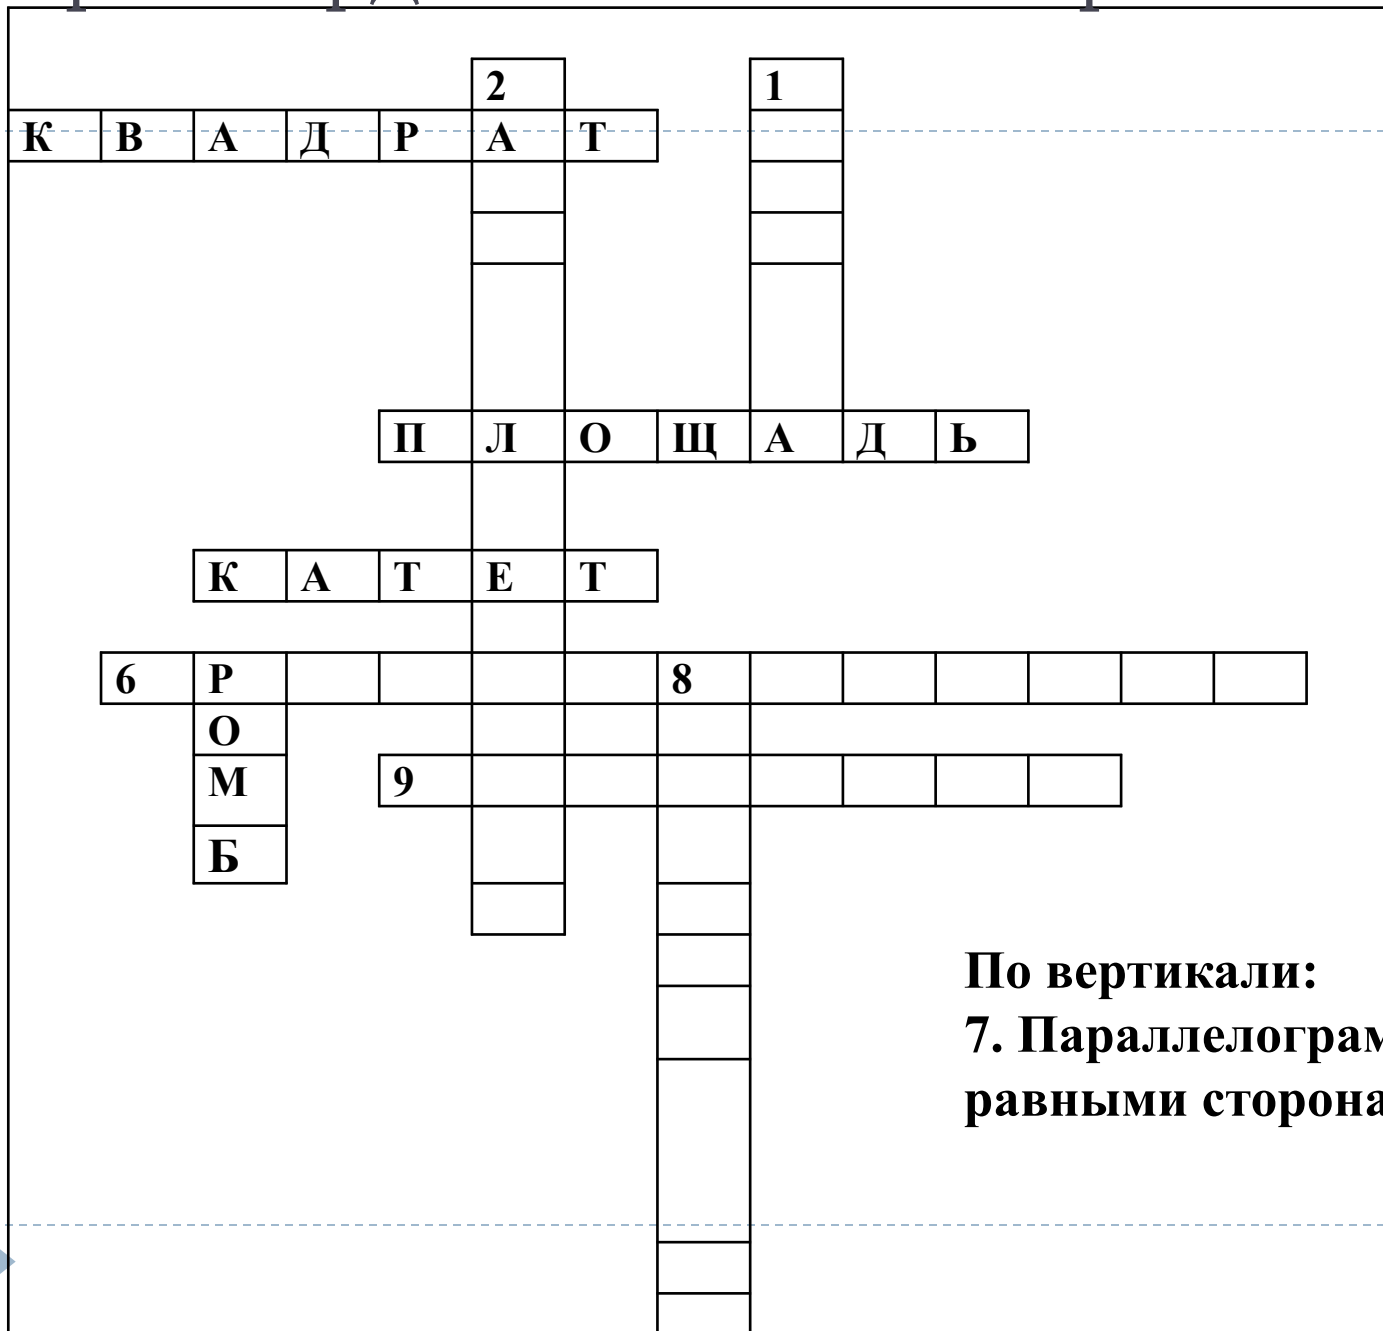 2 1
К В А Д Р А Т
П Л О Щ А Д Ь
К А Т Е Т
6 Р 8
О
М 9
Б
По вертикали:
7. Параллелограм
равными сторона